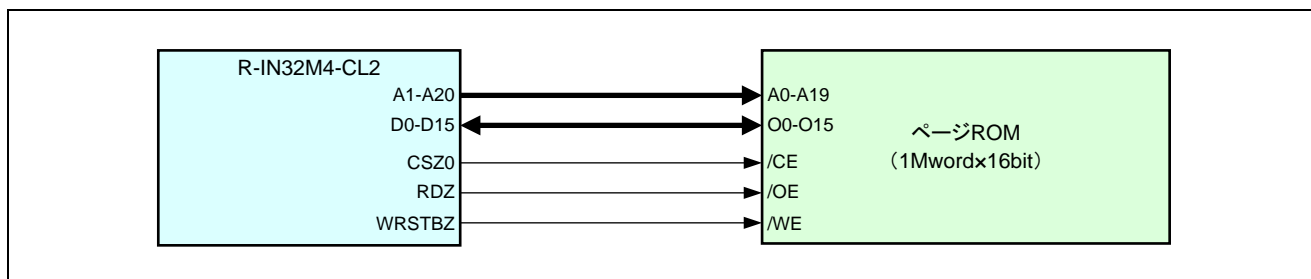 R-IN32M4-CL2
A1-A20
D0-D15
CSZ0
RDZ
WRSTBZ
A0-A19
O0-O15
/CE
/OE
/WE
ページROM
(1Mword×16bit)